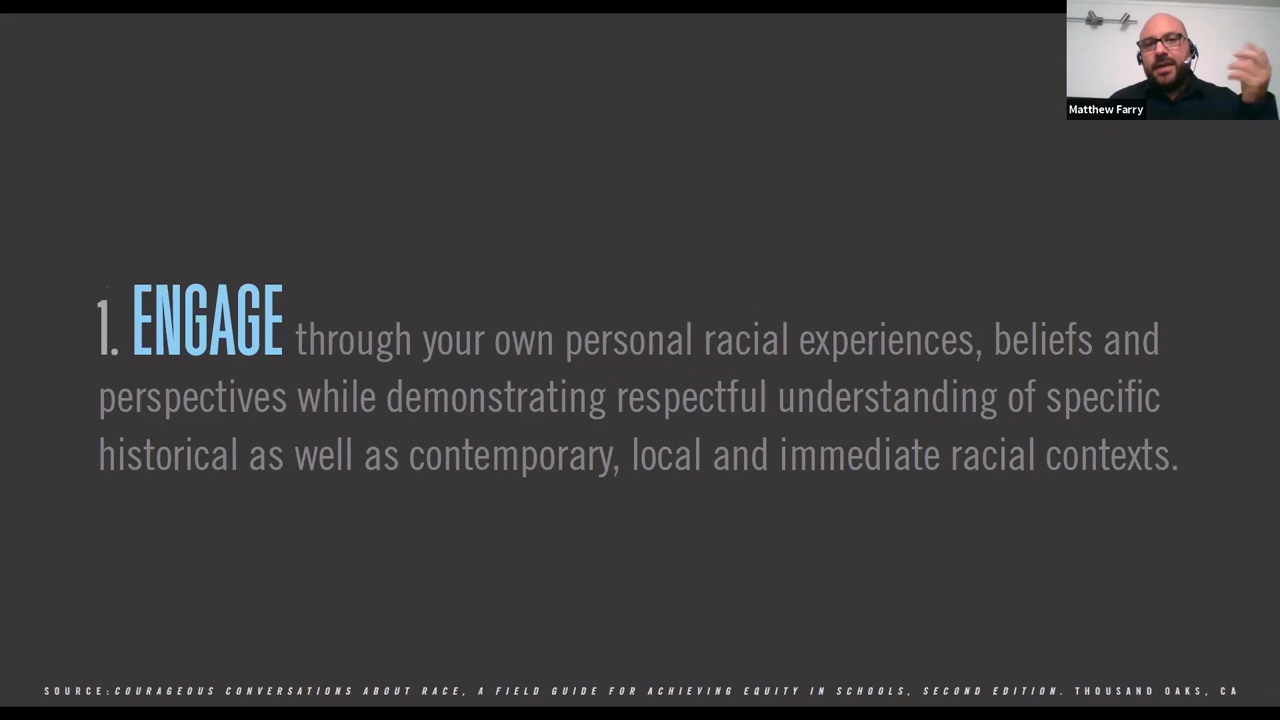 Matthew Farry
1. ENGAGE through your own personal racial experiences, beliefs and
perspectives while demonstrating respectful understanding of specific
historical as well as contemporary, local and immediate racial contexts.
SOURCE: COURAGEOUS CONVERSATIONS ABOUT RACE, A FIELD GUIDE FOR ACHIEVING EQUITY IN SCHOOLS, SECOND EDITION. THOUSAND OAKS, CA